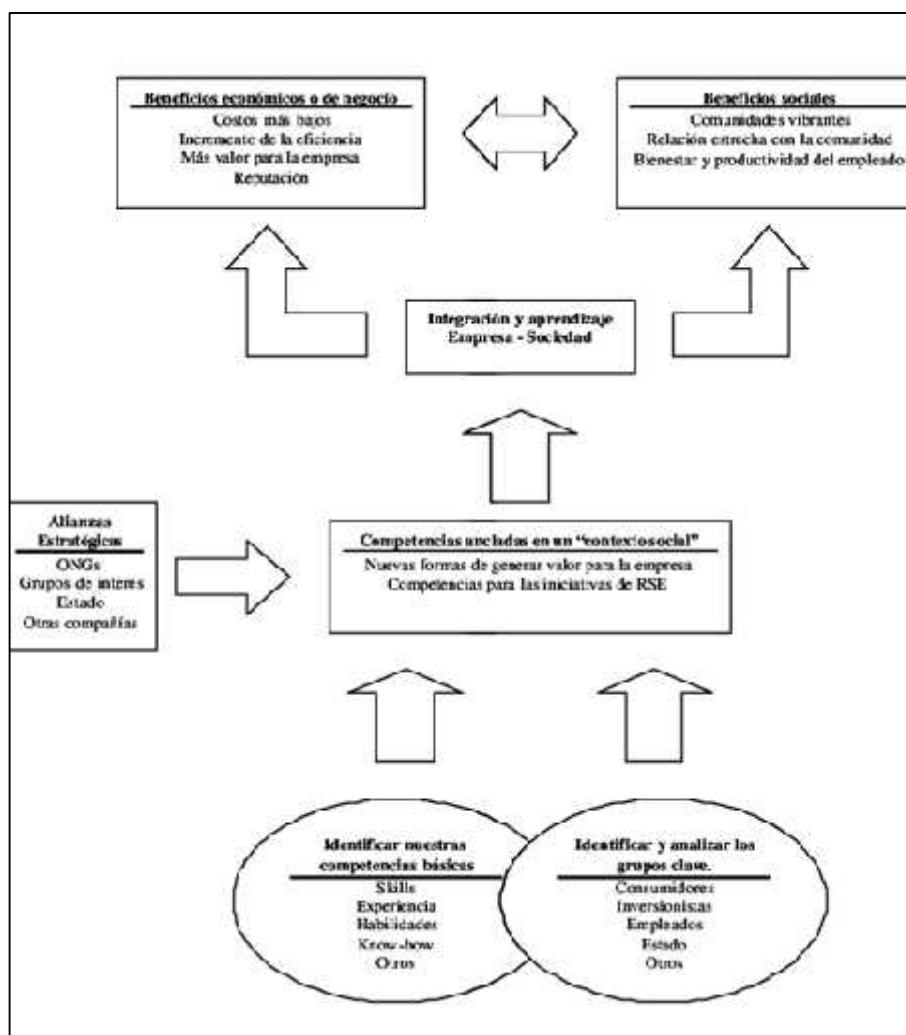 Beneficios económicos o de negocio
Costos más bajos
Incremento de la eficiencia
Más valor para la empresa
Reputación
Beneficios sociales
Comunidades vibrantes
Relación estrecha con la comunidad
Bienestar y productividad del empleado
Integración y aprendizaje
Empresa - Sociedad
Alianzas
Estratégicas
ONGs
Grupos de interés
Estado
Otras compañías
Competencias ancladas en un “contexto social”
Nuevas formas de generar valor para la empresa
Competencias para las iniciativas de RSE
Identificar nuestras
competencias básicas
Skills
Experiencia
Habilidades
Know-how
Otros
Identificar y analizar los
grupos clave.
Consumidores
Inversionistas
Empleados
Estado
Otros